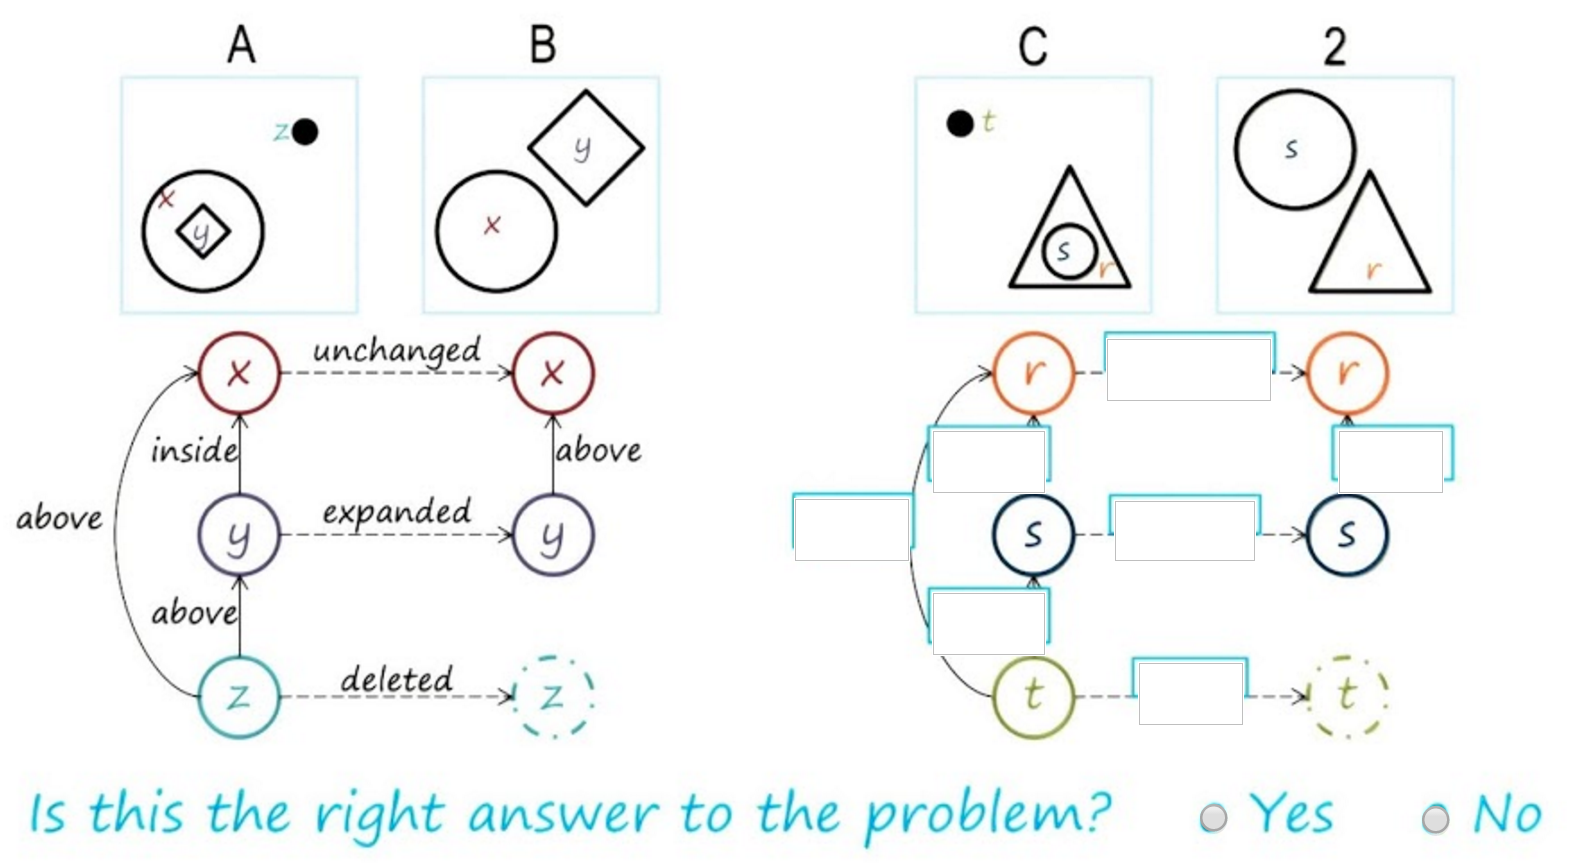 A B C 2
z y t s
x y x s r r
x unchanged x r r
inside above
above y expanded y s s
above
z deleted z t t
Is this the right answer to the problem? Yes No